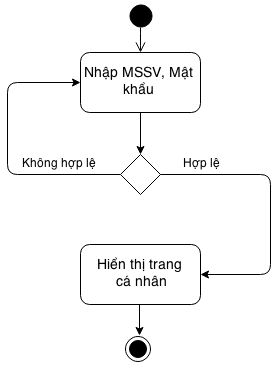 Nhập MSSV, Mật
khẩu
Không hợp lệ
Hợp lệ
Hiển thị trang
cá nhân